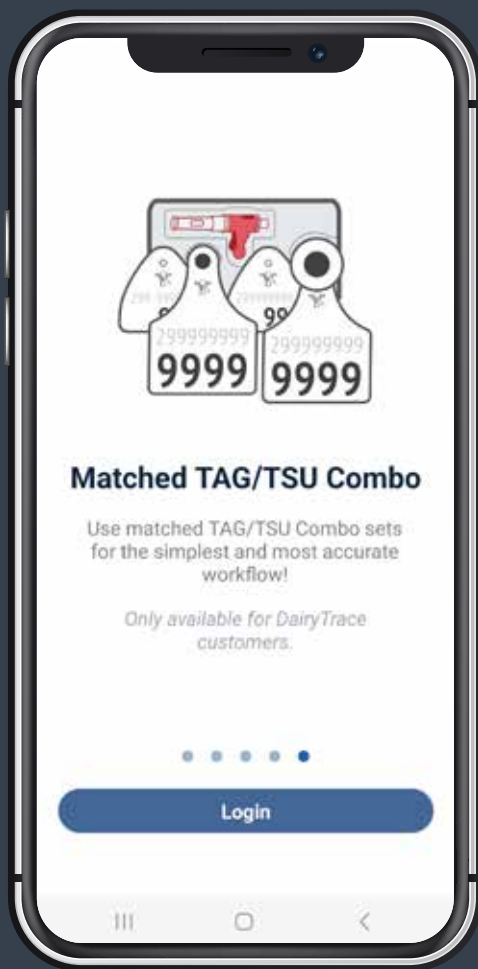 299999999
9999
299999999
9999
Matched TAG/TSU Combo
Use matched TAG/TSU Combo sets
for the simplest and most accurate
workflow!
Only available for DairyTrace
customers.
Login